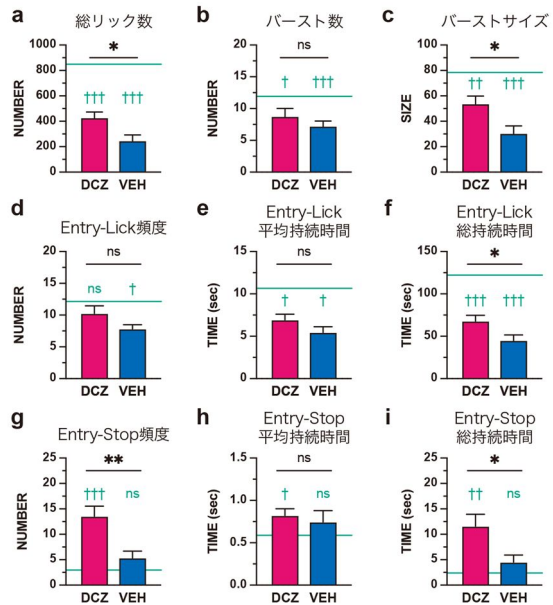 a 総リック数
*
NUMBER
1000
800
600
400
200
0
††† †††
DCZ VEH
b バースト数
ns
NUMBER
20
15
10
5
0
† †††
DCZ VEH
c バーストサイズ
*
SIZE
100
80
60
40
20
0
†† †††
DCZ VEH
d Entry-Lick頻度
ns
NUMBER
20
15
10
5
0
ns †
DCZ VEH
e Entry-Lick
平均持続時間
ns
TIME (sec)
15
10
5
0
† †
DCZ VEH
f Entry-Lick
総持続時間
*
TIME (sec)
150
100
50
0
††† †††
DCZ VEH
g Entry-Stop頻度
**
NUMBER
25
20
15
10
5
0
††† ns
DCZ VEH
h Entry-Stop
平均持続時間
ns
TIME (sec)
1.5
1.0
0.5
0.0
† ns
DCZ VEH
i Entry-Stop
総持続時間
*
TIME (sec)
25
20
15
10
5
0
†† ns
DCZ VEH